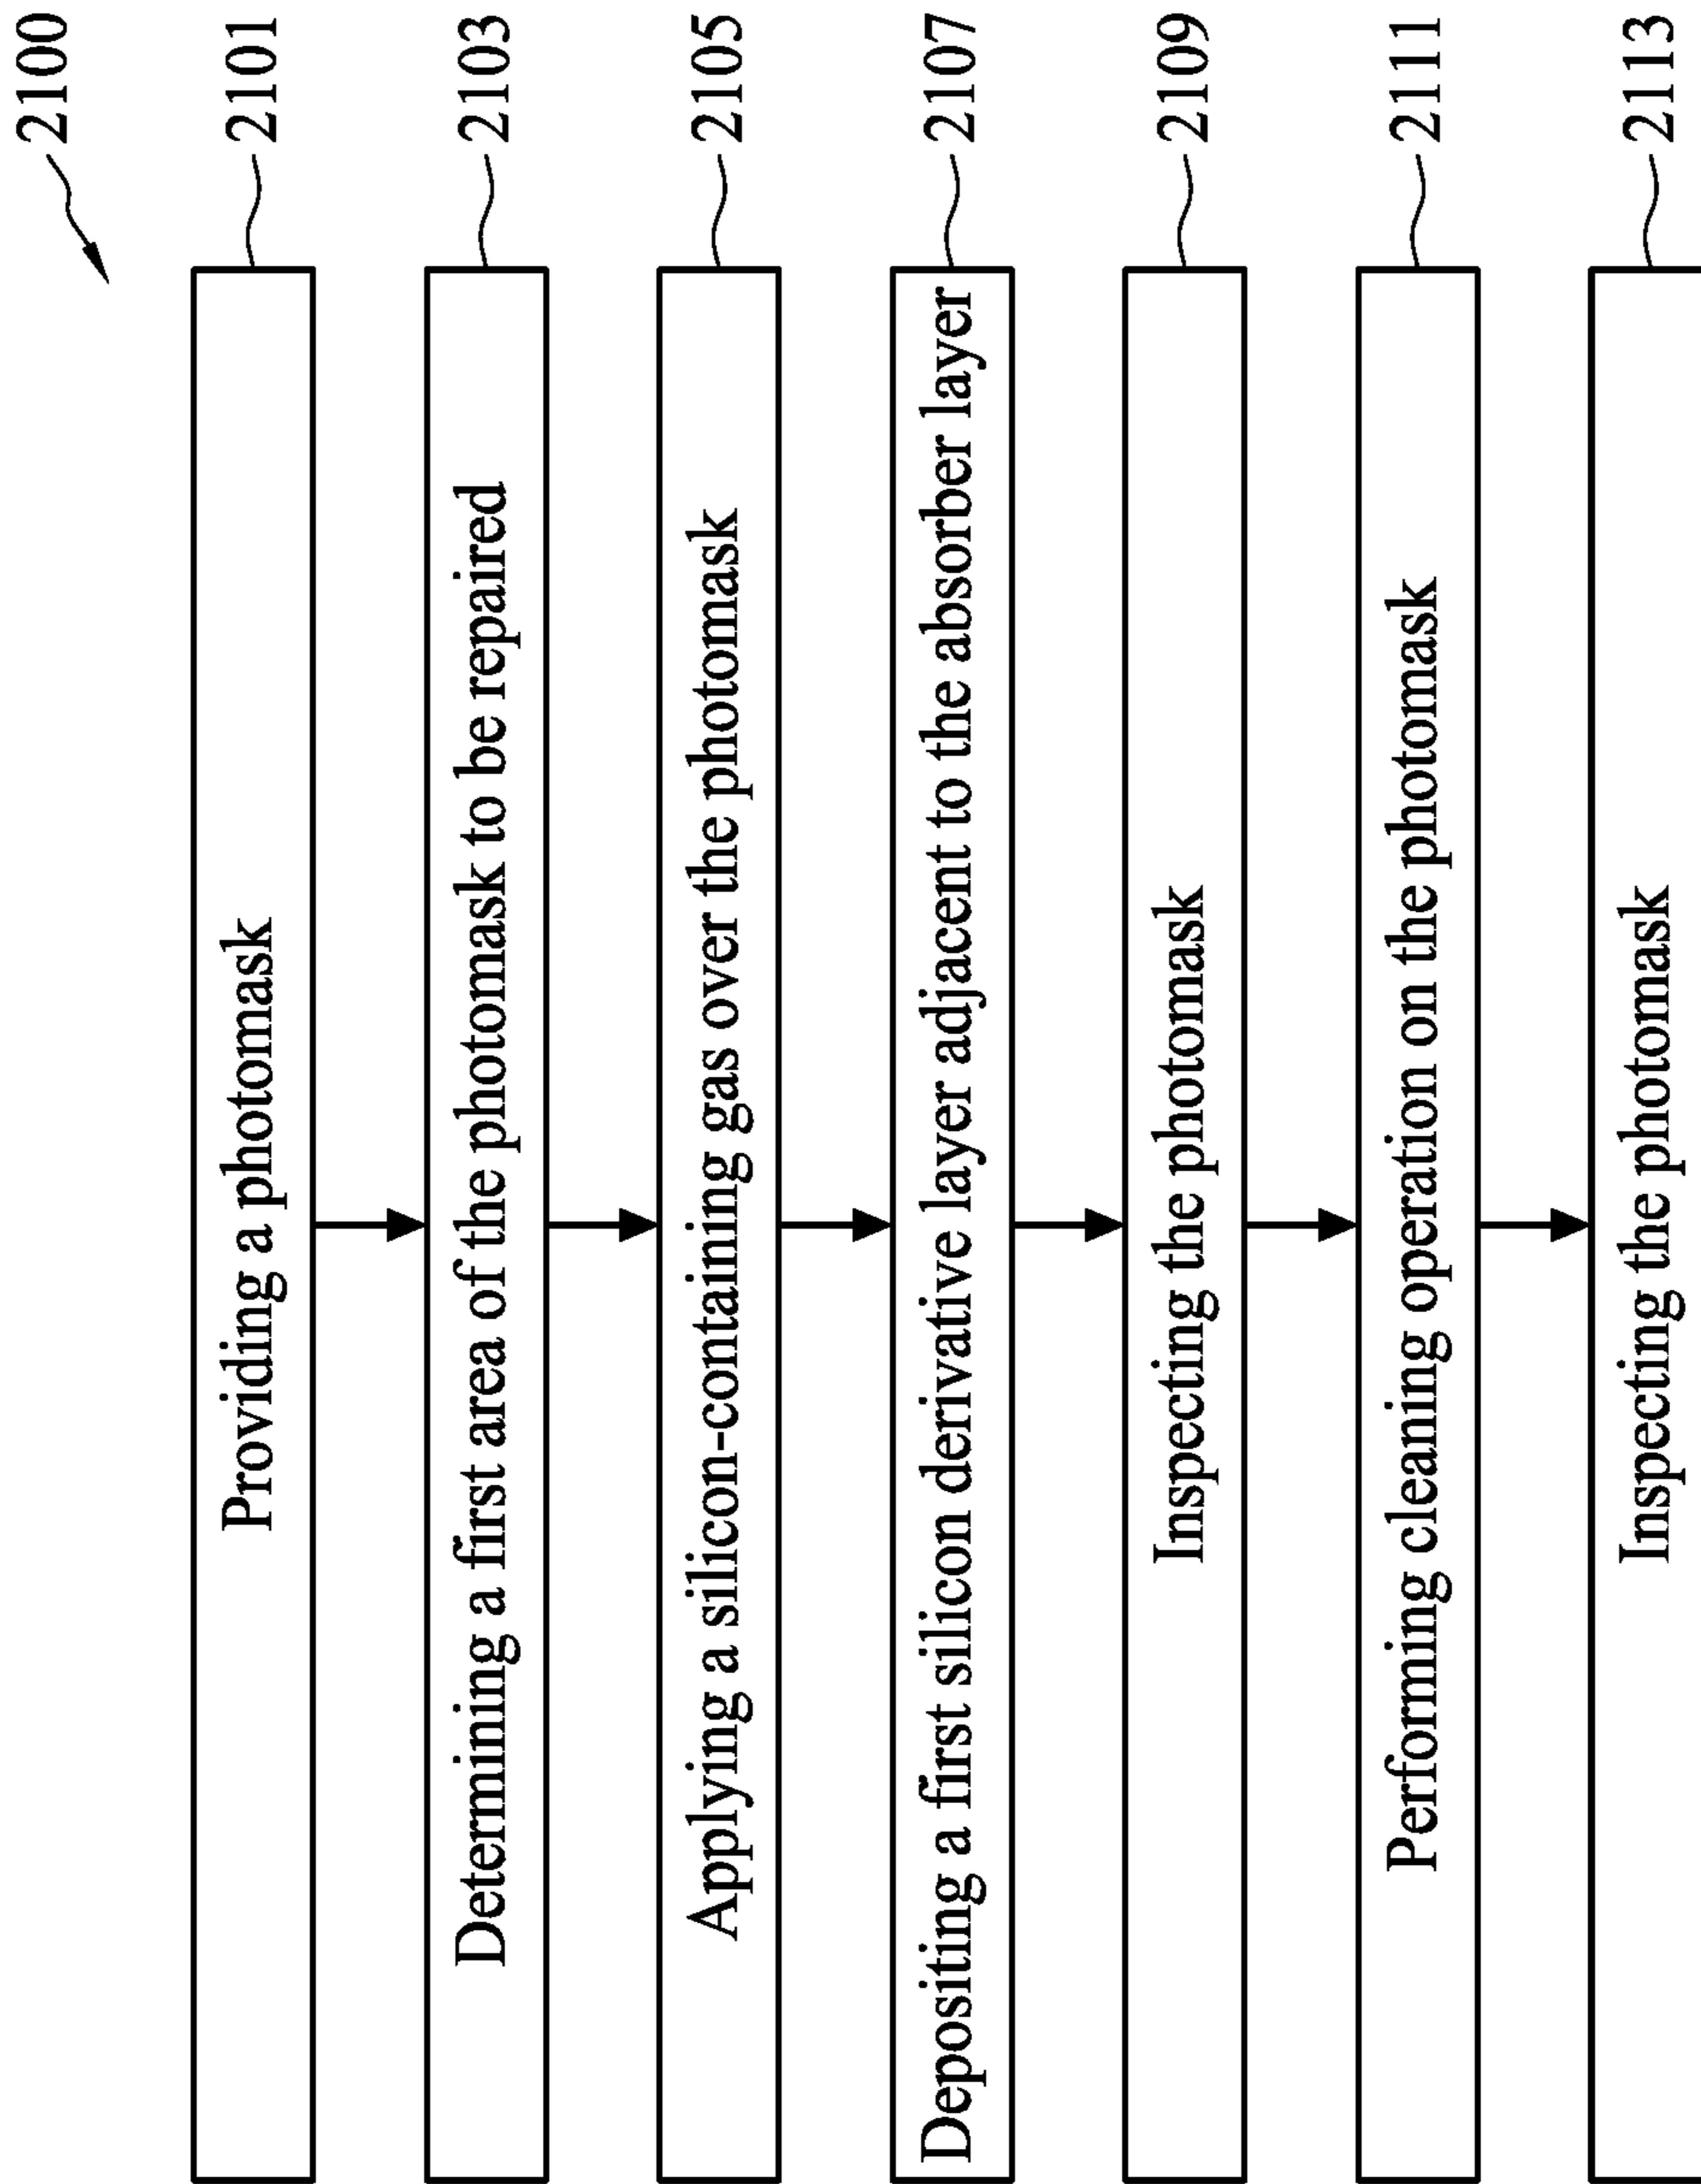 2100
Providing a photomask
2101
Determining a first area of the photomask to be repaired
2103
Applying a silicon-containing gas over the photomask
2105
Depositing a first silicon derivative layer adjacent to the absorber layer
2107
Inspecting the photomask
2109
Performing cleaning operation on the photomask
2111
Inspecting the photomask
2113